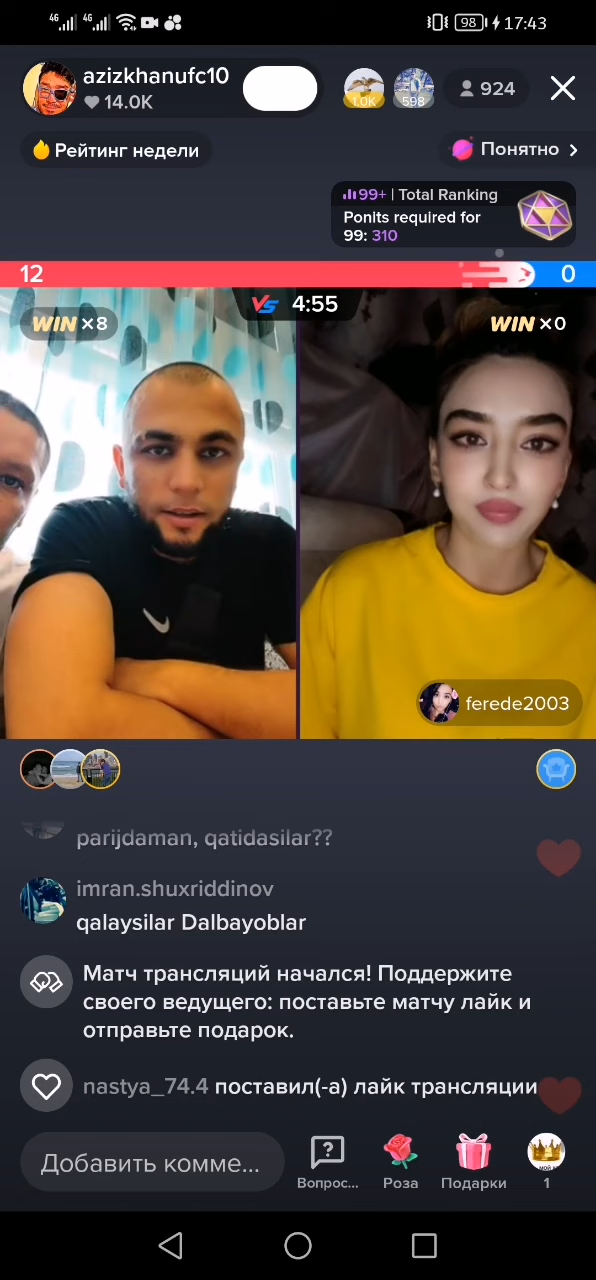 4G 4G 98 17:43
azizkhanufc10
14.0K
1.0K
598
924
Рейтинг недели
Понятно
99+ | Total Ranking
Ponits required for
99: 310
12
0
VS 4:55
WIN ×8
WIN ×0
ferede2003
parijdaman, qatidasilar??
imran.shuxriddinov
qalaysilar Dalbayoblar
Матч трансляций начался! Поддержите
своего ведущего: поставьте матчу лайк и
отправьте подарок.
nastya_74.4 поставил(-а) лайк трансляции
Добавить комме...
Вопрос...
Роза
Подарки
1